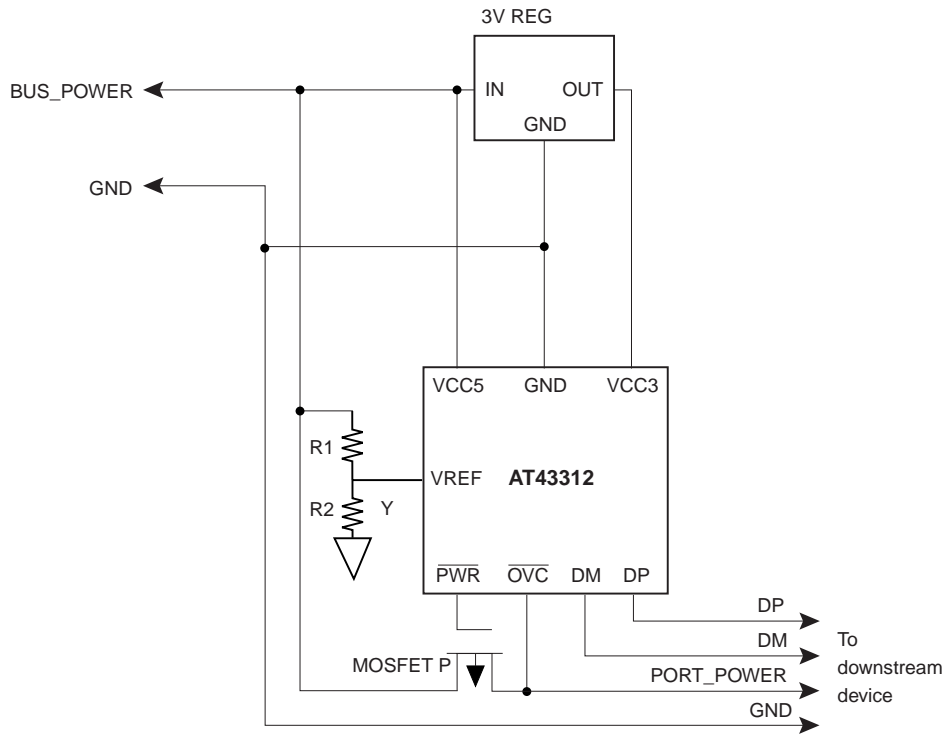 3V REG
BUS_POWER
IN
OUT
GND
GND
VCC5
GND
VCC3
R1
VREF
AT43312
R2
Y
PWR
OVC
DM
DP
DP
DM
To
downstream
device
MOSFET P
PORT_POWER
GND